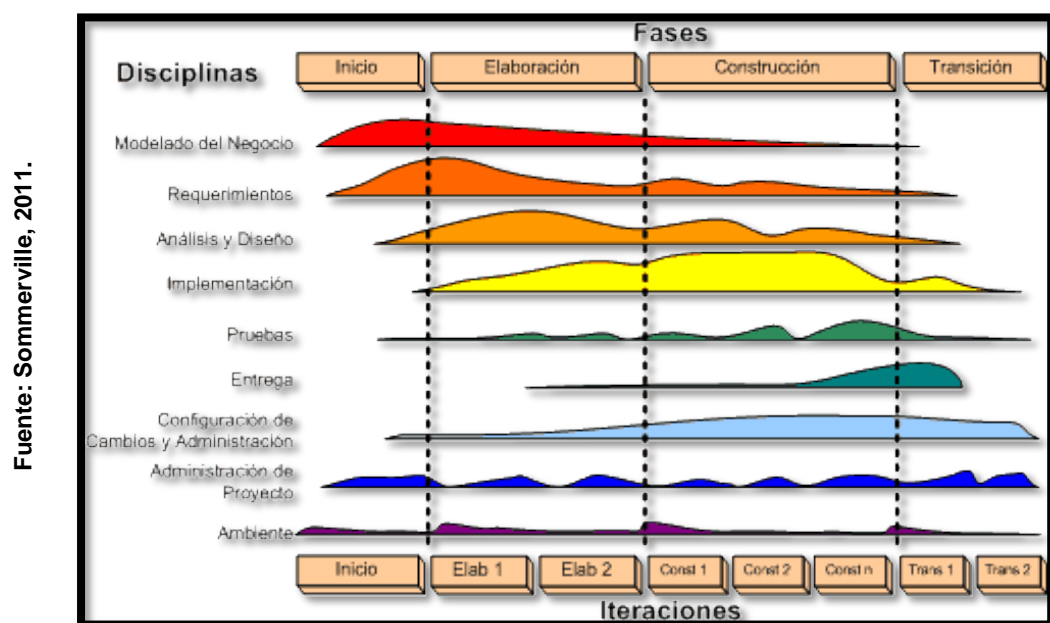 Fuente: Sommerville, 2011.
Fases
Disciplinas
Inicio
Elaboración
Construcción
Transición
Modelado del Negocio
Requerimientos
Análisis y Diseño
Implementación
Pruebas
Entrega
Configuración de
Cambios y Administración
Administración de
Proyecto
Ambiente
Inicio
Elab 1
Elab 2
Const 1
Const 2
Const n
Trans 1
Trans 2
Iteraciones